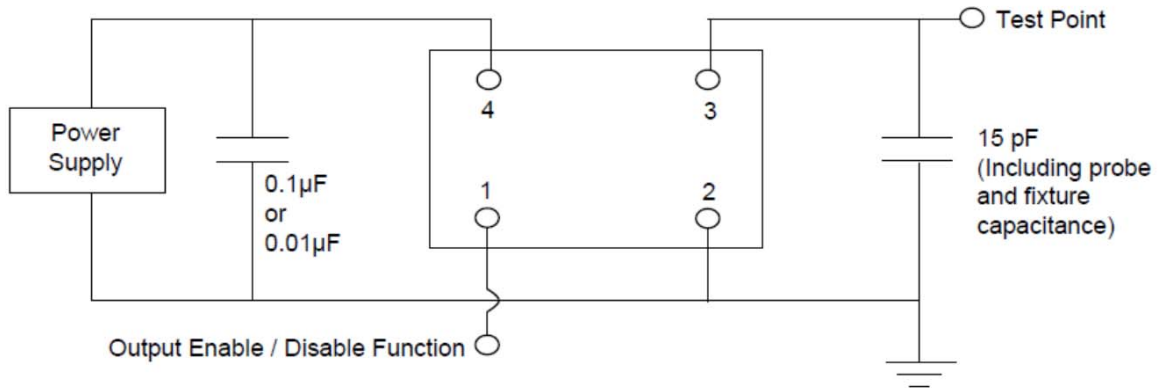 Test Point
4
3
Power
Supply
15 pF
(Including probe
and fixture
capacitance)
0.1µF
or
0.01µF
1
2
Output Enable / Disable Function